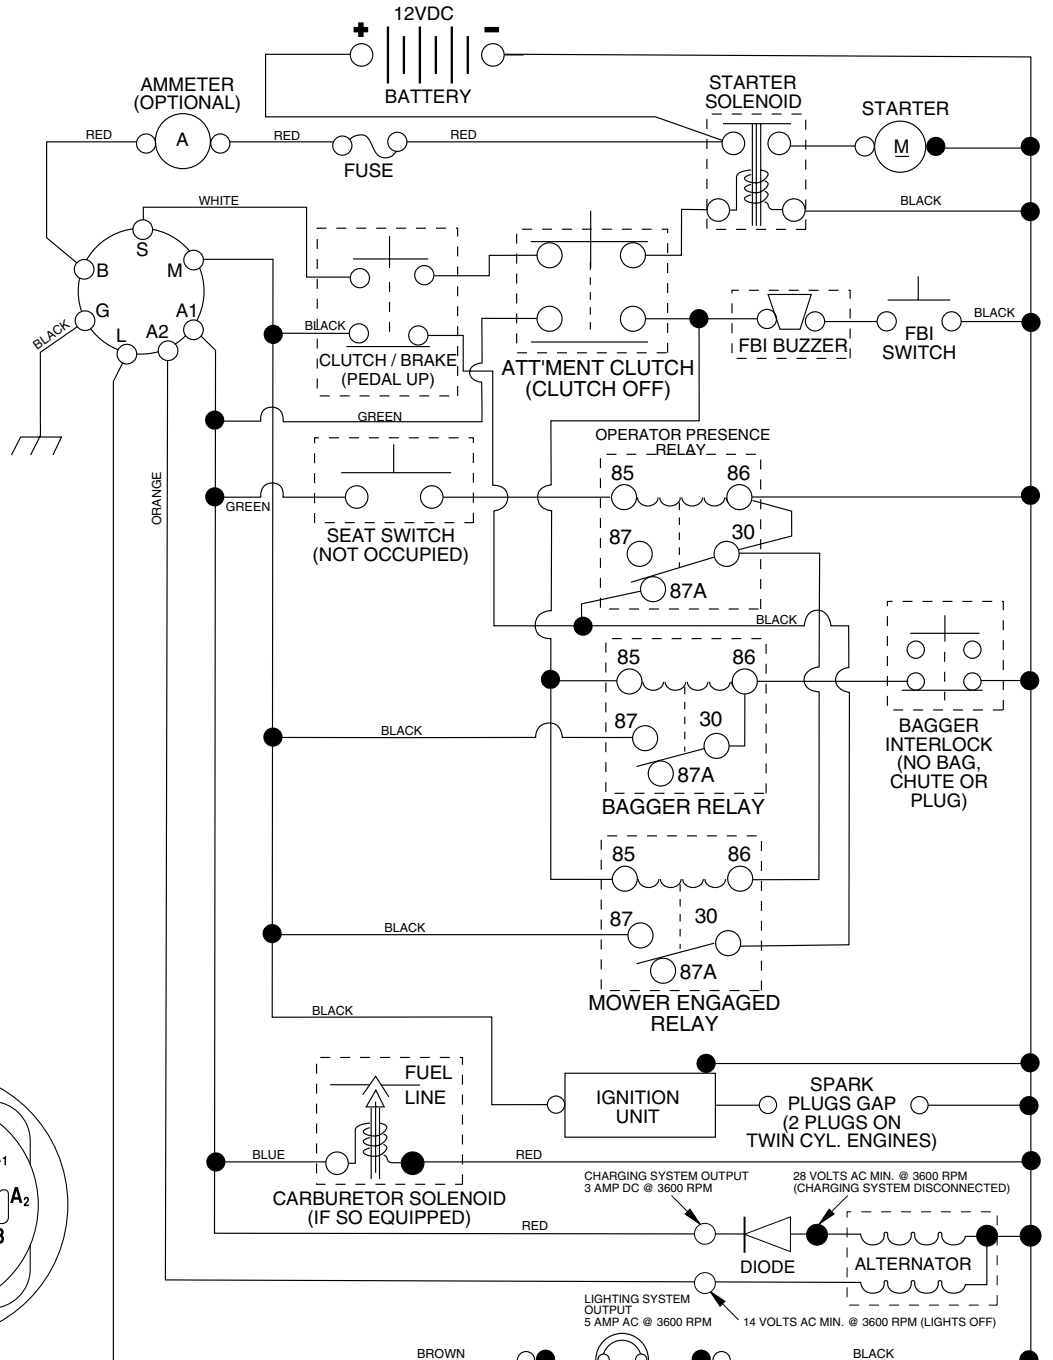 12VDC
+
-
BATTERY
AMMETER
(OPTIONAL)
STARTER
SOLENOID
STARTER
RED
A
RED
FUSE
RED
M
WHITE
BLACK
S
B
M
G
A1
L
A2
BLACK
BLACK
CLUTCH / BRAKE
(PEDAL UP)
ATT'MENT CLUTCH
(CLUTCH OFF)
FBI BUZZER
FBI
SWITCH
BLACK
GREEN
OPERATOR PRESENCE
RELAY
85
86
ORANGE
GREEN
SEAT SWITCH
(NOT OCCUPIED)
87
30
87A
BLACK
85
86
87
30
87A
BLACK
BAGGER RELAY
BAGGER
INTERLOCK
(NO BAG,
CHUTE OR
PLUG)
85
86
87
30
87A
BLACK
MOWER ENGAGED
RELAY
BLACK
FUEL
LINE
IGNITION
UNIT
SPARK
PLUGS GAP
(2 PLUGS ON
TWIN CYL. ENGINES)
BLUE
RED
CARBURETOR SOLENOID
(IF SO EQUIPPED)
CHARGING SYSTEM OUTPUT
3 AMP DC @ 3600 RPM
28 VOLTS AC MIN. @ 3600 RPM
(CHARGING SYSTEM DISCONNECTED)
RED
DIODE
ALTERNATOR
LIGHTING SYSTEM
OUTPUT
5 AMP AC @ 3600 RPM
14 VOLTS AC MIN. @ 3600 RPM (LIGHTS OFF)
BROWN
BLACK
A2